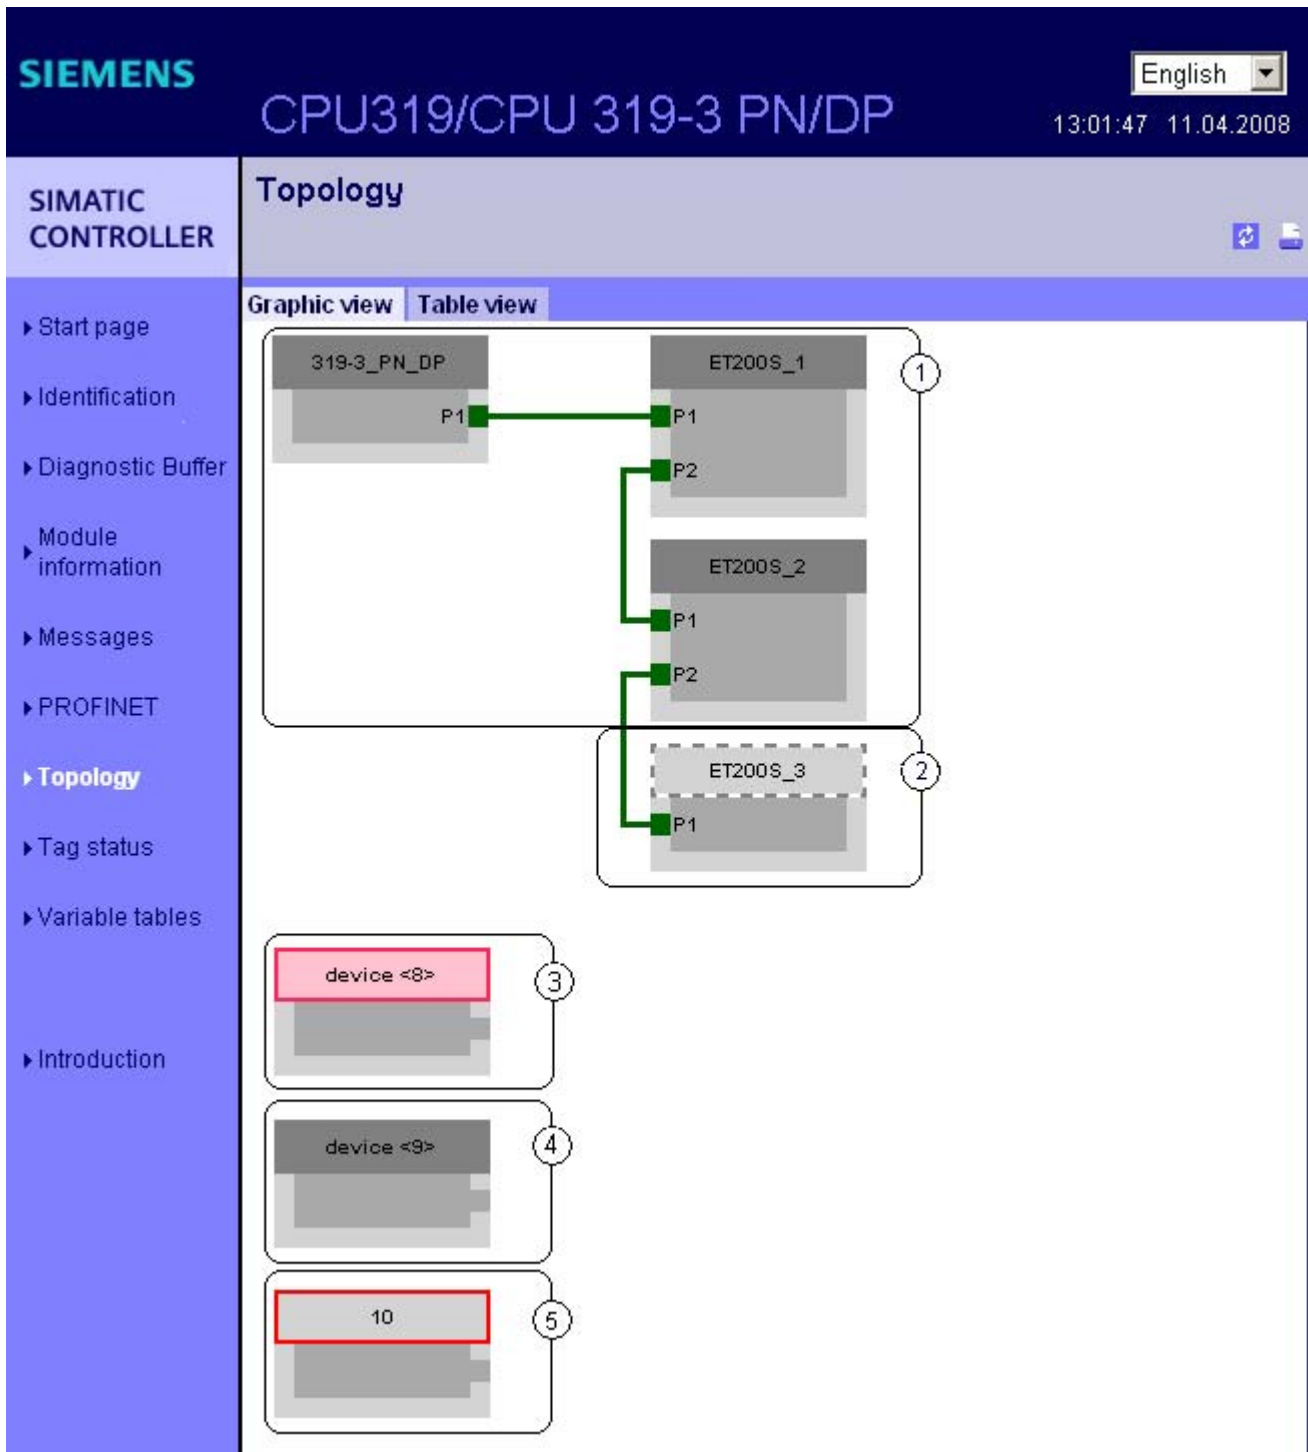 SIEMENS
English
CPU319/CPU 319-3 PN/DP
13:01:47 11.04.2008
SIMATIC
CONTROLLER
Topology
Graphic view Table view
Start page
Identification
Diagnostic Buffer
Module
information
Messages
PROFINET
Topology
Tag status
Variable tables
Introduction
319-3_PN_DP
P1
ET200S_1
P1
P2
1
ET200S_2
P1
P2
ET200S_3
P1
2
device <8>
3
device <9>
4
10
5